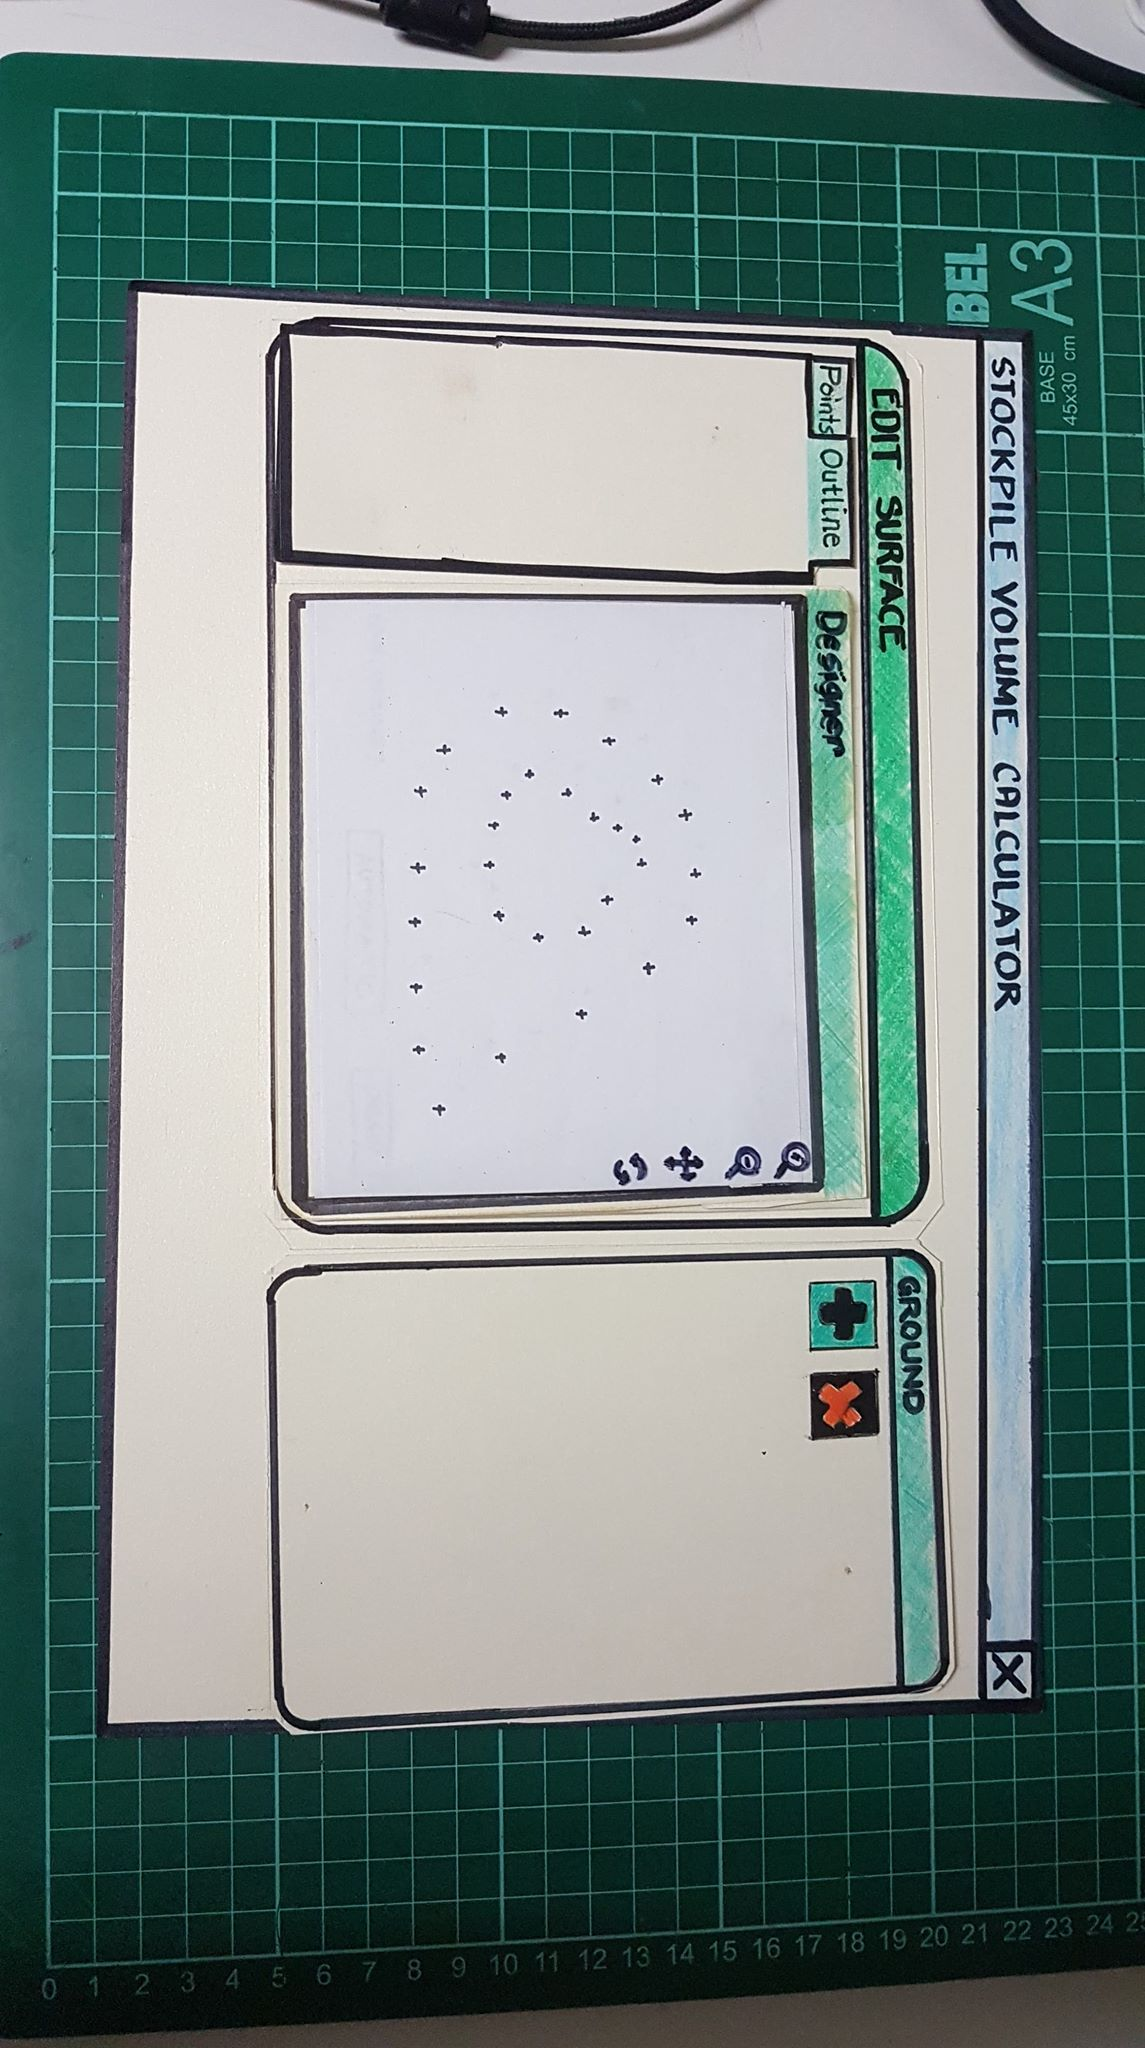 STOCKPILE VOLUME CALCULATOR X
EDIT SURFACE
Points Outline
Designer
GROUND
BEL
A3
BASE
45x30 cm
0 1 2 3 4 5 6 7 8 9 10 11 12 13 14 15 16 17 18 19 20 21 22 23 24